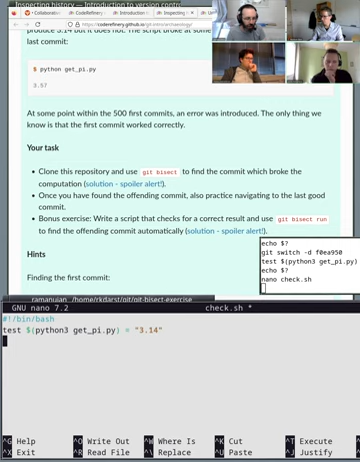 Inspecting history — Introduction to version contro
Collaborat
CodeRefinery
Introduction t
Inspecting
https://coderefinery.github.io/git-intro/archaeology/
produce 3.14 but it does not. The script broke at some
last commit:
$ python get_pi.py
3.57
At some point within the 500 first commits, an error was introduced. The only thing we
know is that the first commit worked correctly.
Your task
Clone this repository and use git bisect to find the commit which broke the
computation (solution - spoiler alert!).
Once you have found the offending commit, also practice navigating to the last good
commit.
Bonus exercise: Write a script that checks for a correct result and use git bisect run
to find the offending commit automatically (solution - spoiler alert!).
Hints
Finding the first commit:
echo $?
git switch -d f0ea950
test $(python3 get_pi.py)
echo $?
nano check.sh
ramanujan /home/rkdarst/git/git-bisect-exercise
GNU nano 7.2 check.sh *
#!/bin/bash
test $(python3 get_pi.py) = "3.14"
^G Help ^O Write Out ^W Where Is ^K Cut ^T Execute
^X Exit ^R Read File ^\ Replace ^U Paste ^J Justify